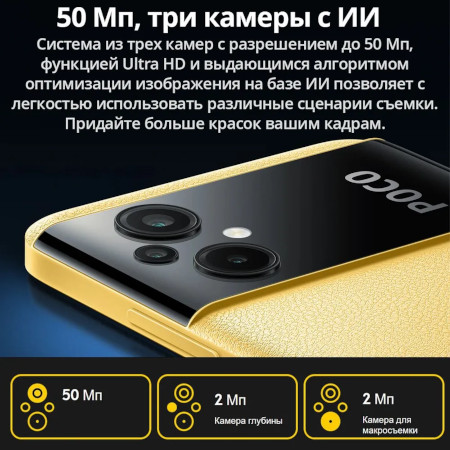 50 Мп, три камеры с ИИ
Система из трех камер с разрешением до 50 Мп,
функцией Ultra HD и выдающимся алгоритмом
оптимизации изображения на базе ИИ позволяет с
легкостью использовать различные сценарии съемки.
Придайте больше красок вашим кадрам.
POCO
50 Мп
2 Мп
Камера глубины
2 Мп
Камера для
макросъемки